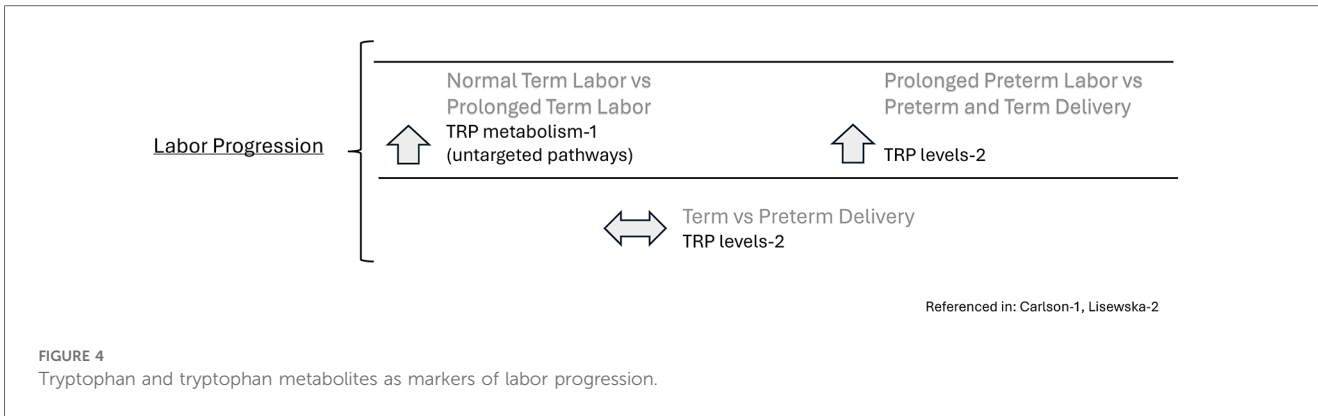 Labor Progression
Normal Term Labor vs
Prolonged Term Labor
TRP metabolism-1
(untargeted pathways)
Prolonged Preterm Labor vs
Preterm and Term Delivery
TRP levels-2
Term vs Preterm Delivery
TRP levels-2
Referenced in: Carlson-1, Lisewska-2
FIGURE 4
Tryptophan and tryptophan metabolites as markers of labor progression.